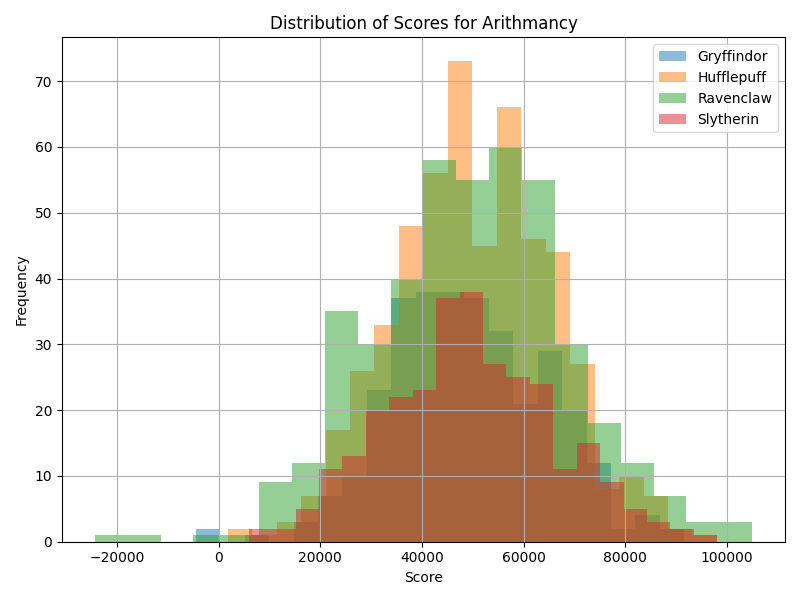 Distribution of Scores for Arithmancy
Gryffindor
Hufflepuff
Ravenclaw
Slytherin
70
60
50
40
30
20
10
0
Frequency
−20000 0 20000 40000 60000 80000 100000
Score